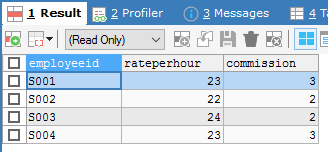 1 Result 2 Profiler 3 Messages 4
(Read Only)
employeeid rateperhour commission
S001 23 3
S002 22 2
S003 24 2
S004 23 3